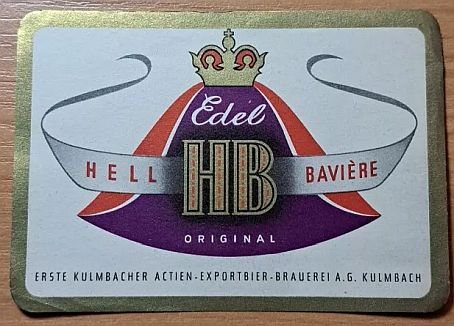 Edel
HELL HB BAVIÈRE
ORIGINAL
ERSTE KULMBACHER ACTIEN-EXPORTBIER-BRAUEREI A.G. KULMBACH